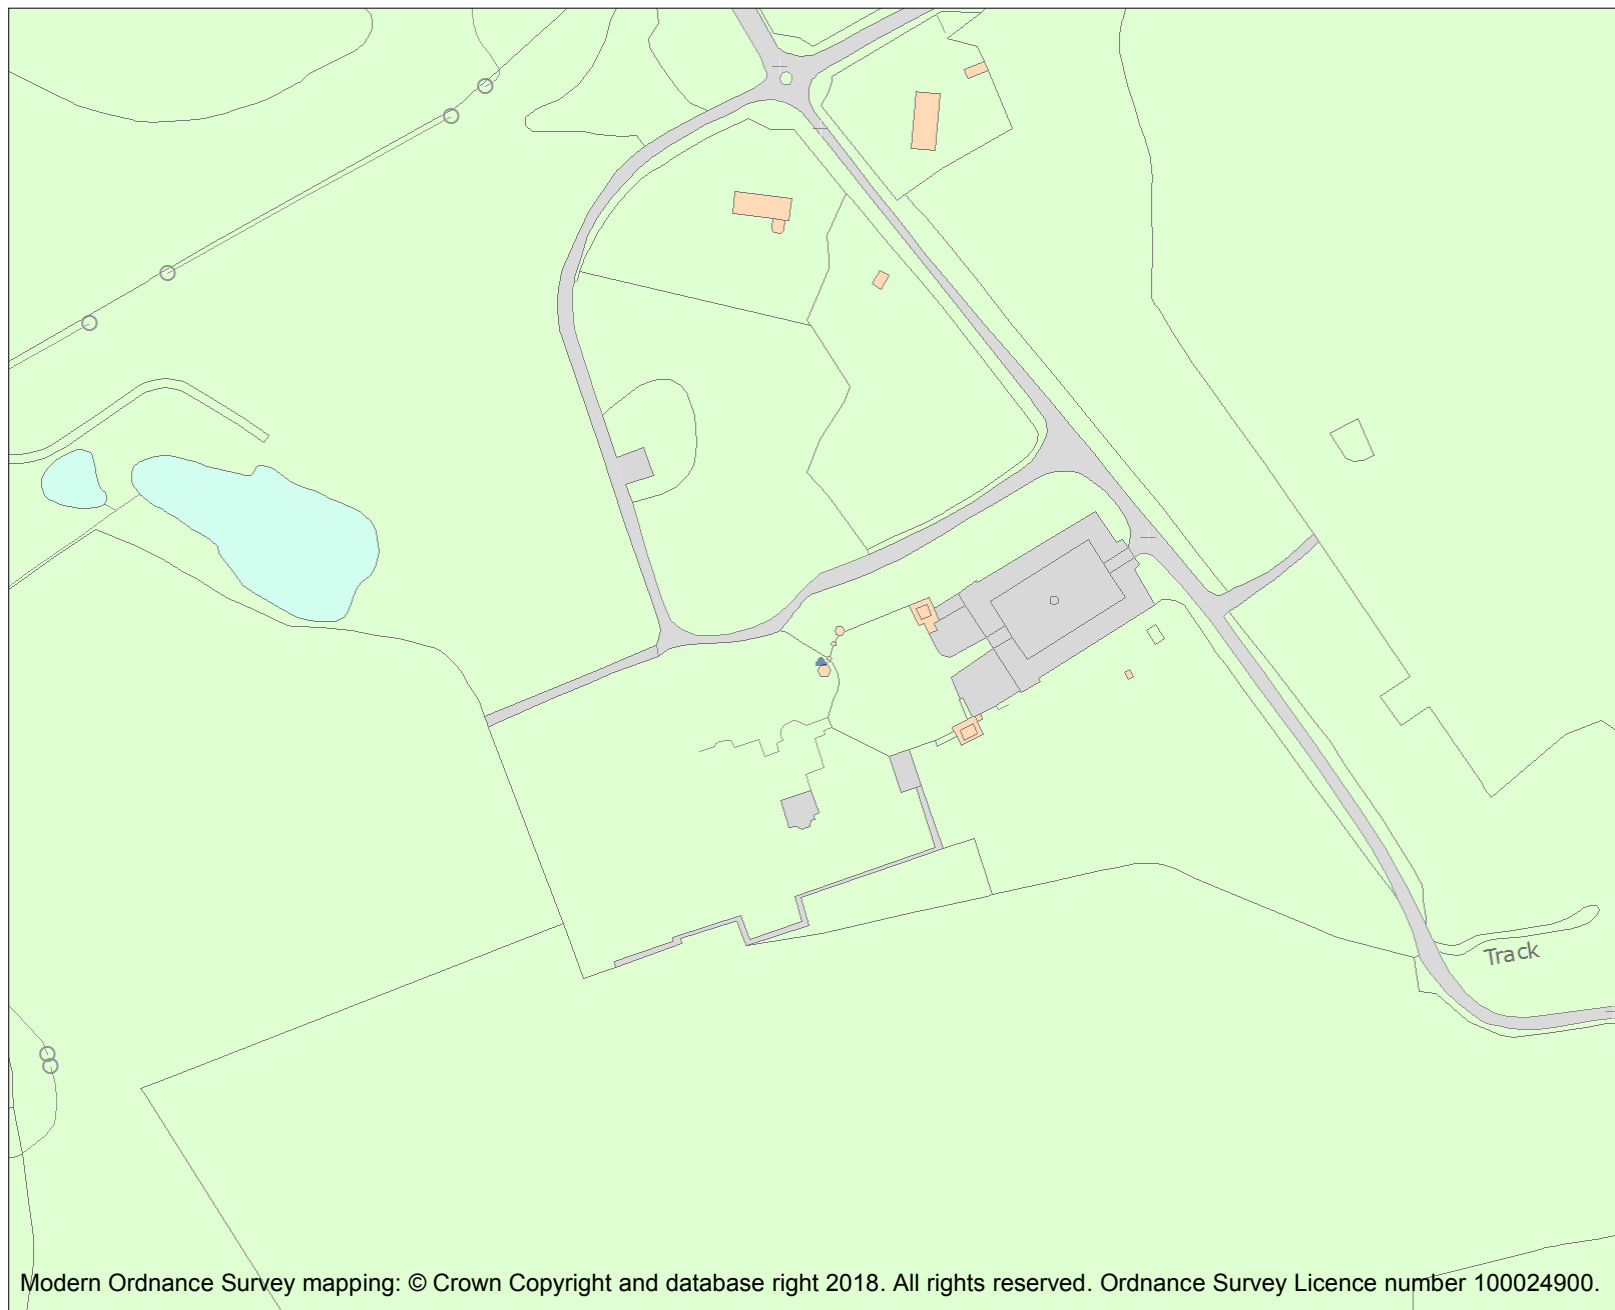 Track
Modern Ordnance Survey mapping: © Crown Copyright and database right 2018. All rights reserved. Ordnance Survey Licence number 100024900.